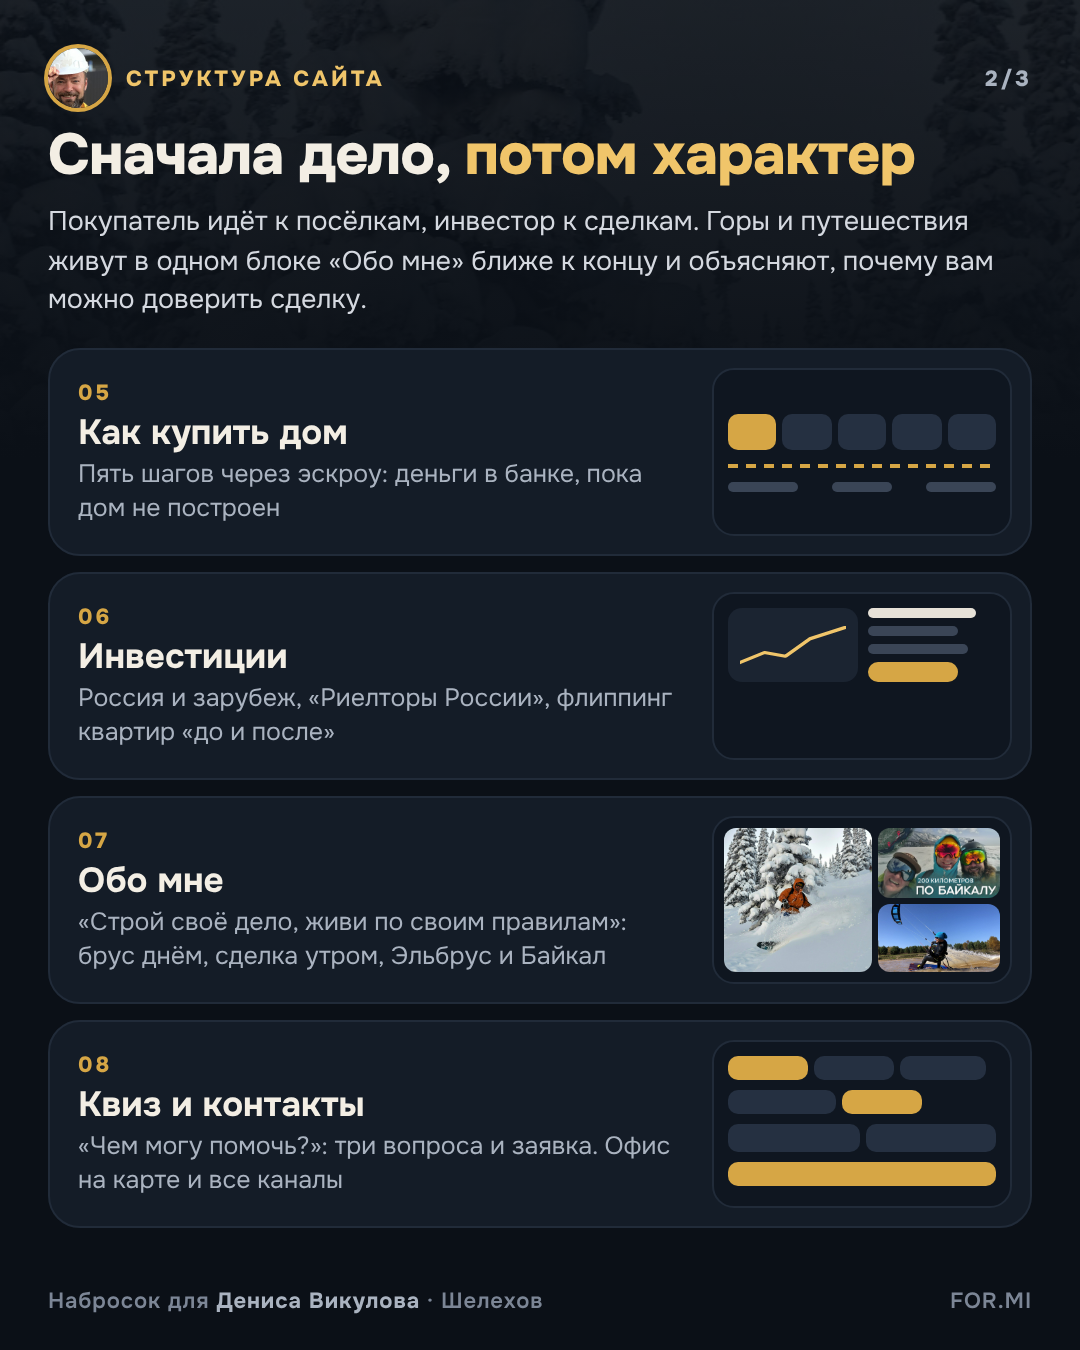 СТРУКТУРА САЙТА
2/3
Сначала дело, потом характер
Покупатель идёт к посёлкам, инвестор к сделкам. Горы и путешествия
живут в одном блоке «Обо мне» ближе к концу и объясняют, почему вам
можно доверить сделку.
05
Как купить дом
Пять шагов через эскроу: деньги в банке, пока
дом не построен
06
Инвестиции
Россия и зарубеж, «Риелторы России», флиппинг
квартир «до и после»
07
Обо мне
«Строй своё дело, живи по своим правилам»:
брус днём, сделка утром, Эльбрус и Байкал
200 КИЛОМЕТРОВ
ПО БАЙКАЛУ
08
Квиз и контакты
«Чем могу помочь?»: три вопроса и заявка. Офис
на карте и все каналы
Набросок для Дениса Викулова · Шелехов
FOR.MI